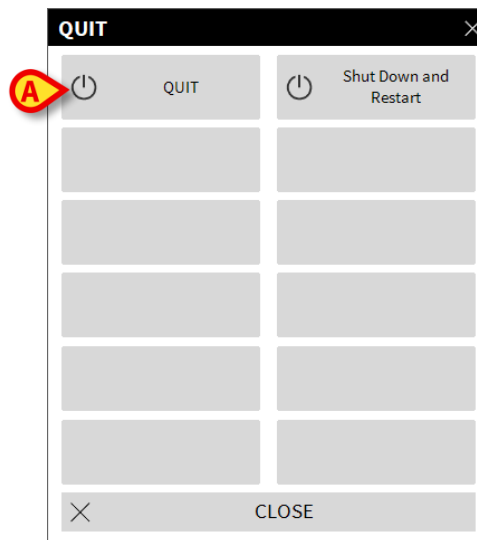 QUIT
A
QUIT
Shut Down and
Restart
CLOSE